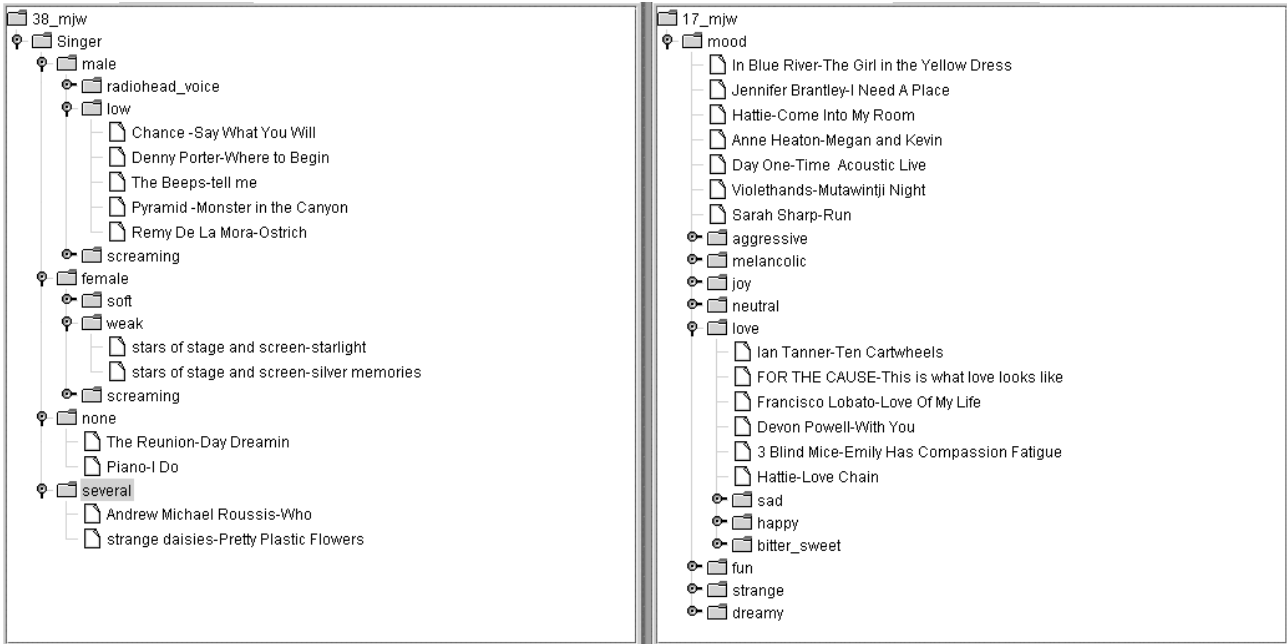 38_mjw
Singer
male
radiohead_voice
low
Chance -Say What You Will
Denny Porter-Where to Begin
The Beeps-tell me
Pyramid -Monster in the Canyon
Remy De La Mora-Ostrich
screaming
female
soft
weak
stars of stage and screen-starlight
stars of stage and screen-silver memories
screaming
none
The Reunion-Day Dreamin
Piano-I Do
several
Andrew Michael Roussis-Who
strange daisies-Pretty Plastic Flowers
17_mjw
mood
In Blue River-The Girl in the Yellow Dress
Jennifer Brantley-I Need A Place
Hattie-Come Into My Room
Anne Heaton-Megan and Kevin
Day One-Time  Acoustic Live
Violethands-Mutawintji Night
Sarah Sharp-Run
aggressive
melancolic
joy
neutral
love
Ian Tanner-Ten Cartwheels
FOR THE CAUSE-This is what love looks like
Francisco Lobato-Love Of My Life
Devon Powell-With You
3 Blind Mice-Emily Has Compassion Fatigue
Hattie-Love Chain
sad
happy
bitter_sweet
fun
strange
dreamy